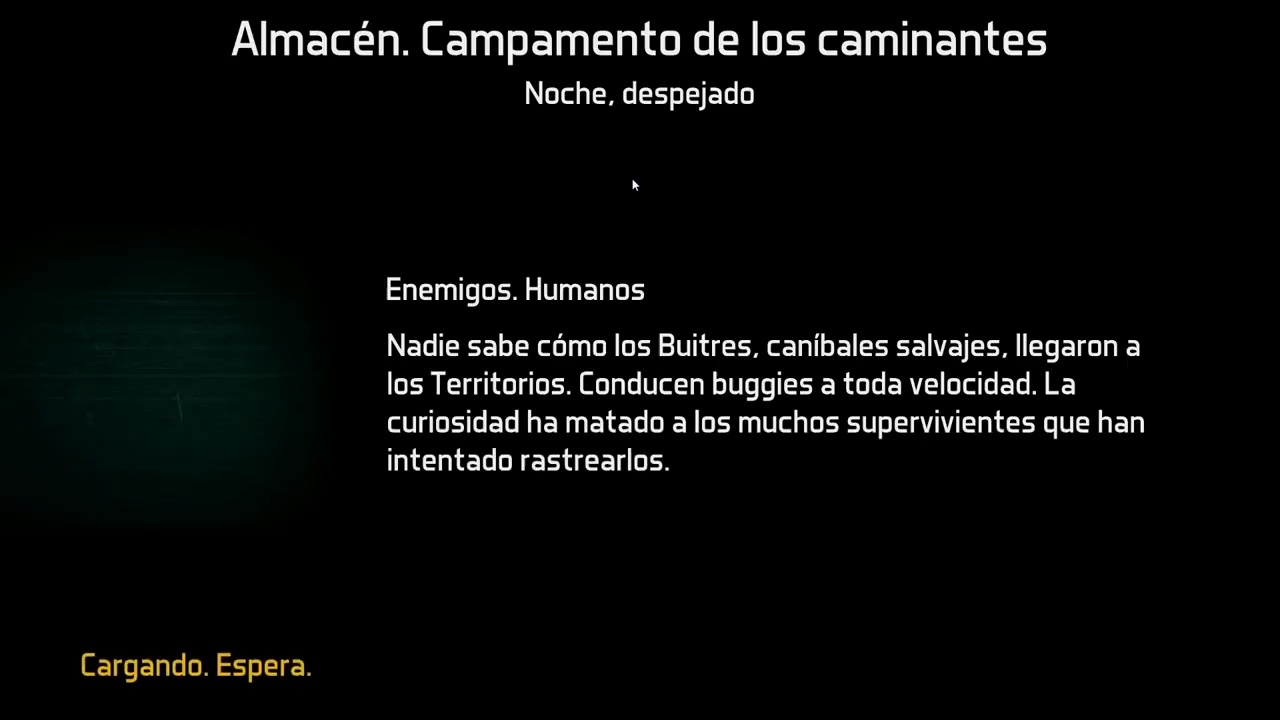 Almacén. Campamento de los caminantes
Noche, despejado
Enemigos. Humanos
Nadie sabe cómo los Buitres, caníbales salvajes, llegaron a
los Territorios. Conducen buggies a toda velocidad. La
curiosidad ha matado a los muchos supervivientes que han
intentado rastrearlos.
Cargando. Espera.